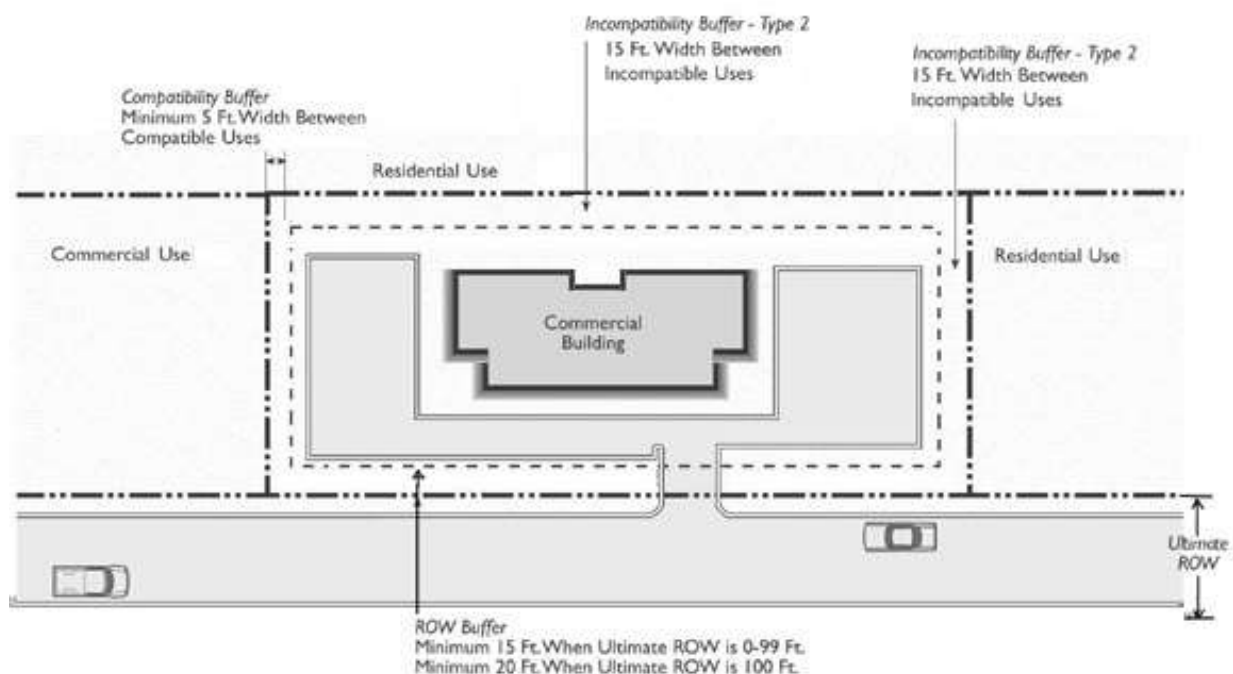 Incompatibility Buffer - Type 2
15 Ft. Width Between
Incompatible Uses
Incompatibility Buffer - Type 2
15 Ft. Width Between
Incompatible Uses
Compatibility Buffer
Minimum 5 Ft. Width Between
Compatible Uses
Residential Use
Commercial Use
Residential Use
Commercial
Building
Ultimate
ROW
ROW Buffer
Minimum 15 Ft. When Ultimate ROW is 0-99 Ft.
Minimum 20 Ft. When Ultimate ROW is 100 Ft.